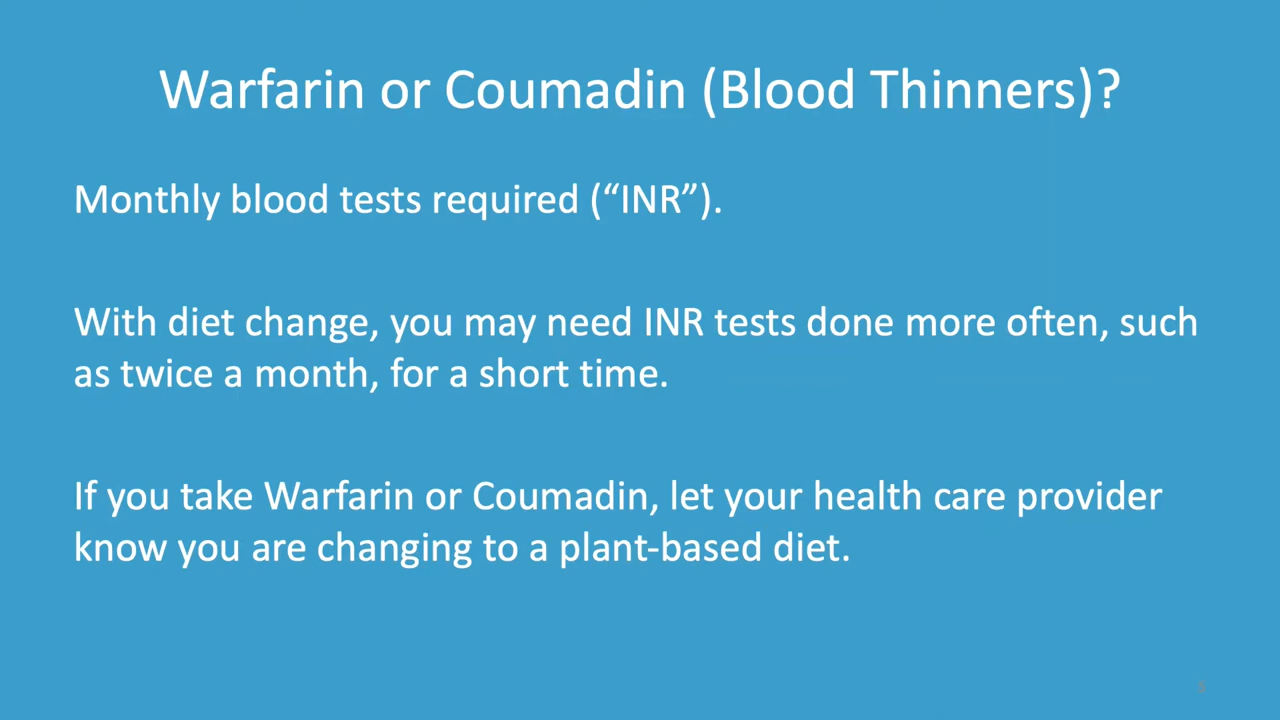 Warfarin or Coumadin (Blood Thinners)?
Monthly blood tests required (“INR”).
With diet change, you may need INR tests done more often, such
as twice a month, for a short time.
If you take Warfarin or Coumadin, let your health care provider
know you are changing to a plant-based diet.